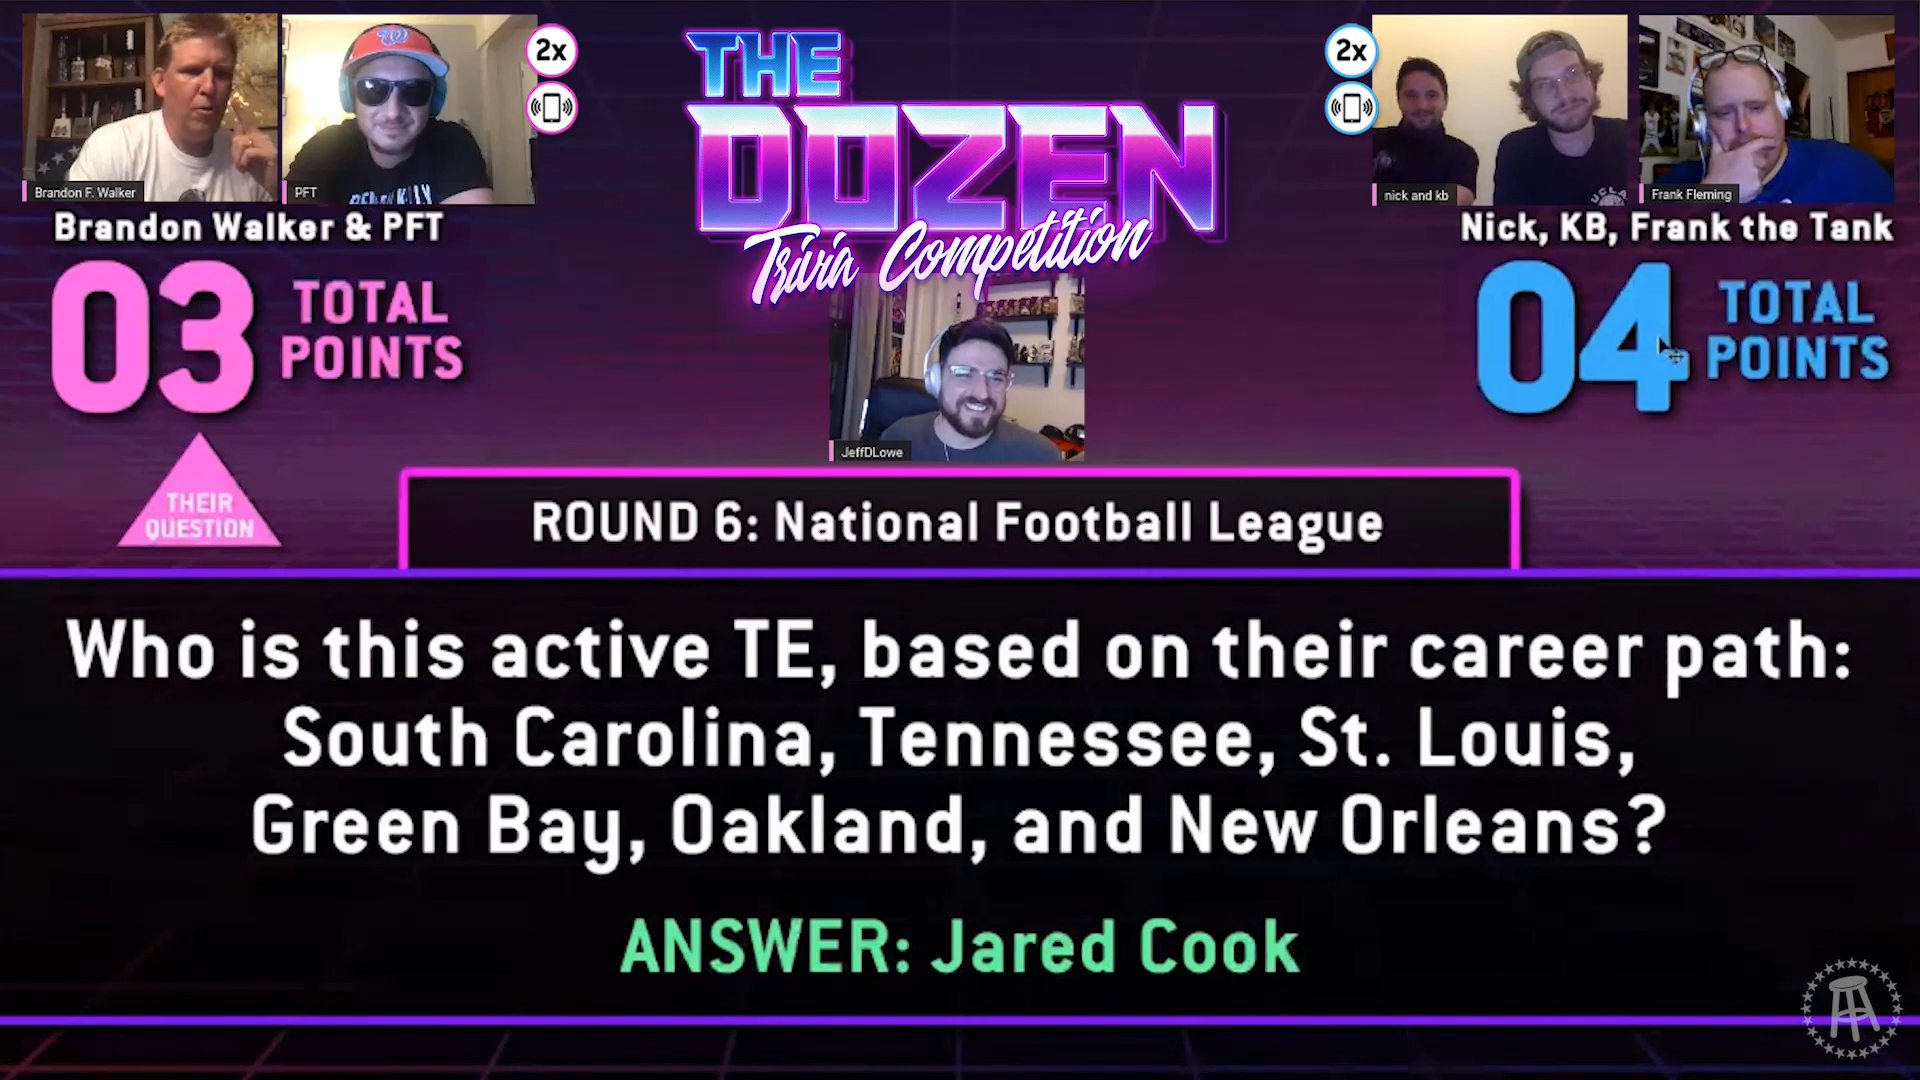 THE
DOZEN
Trivia Competition
2x
2x
Brandon F. Walker
PFT
nick and kb
Frank Fleming
UCLA
Brandon Walker & PFT
Nick, KB, Frank the Tank
03 TOTAL POINTS
04 TOTAL POINTS
JeffDLowe
THEIR
QUESTION
ROUND 6: National Football League
Who is this active TE, based on their career path:
South Carolina, Tennessee, St. Louis,
Green Bay, Oakland, and New Orleans?
ANSWER: Jared Cook